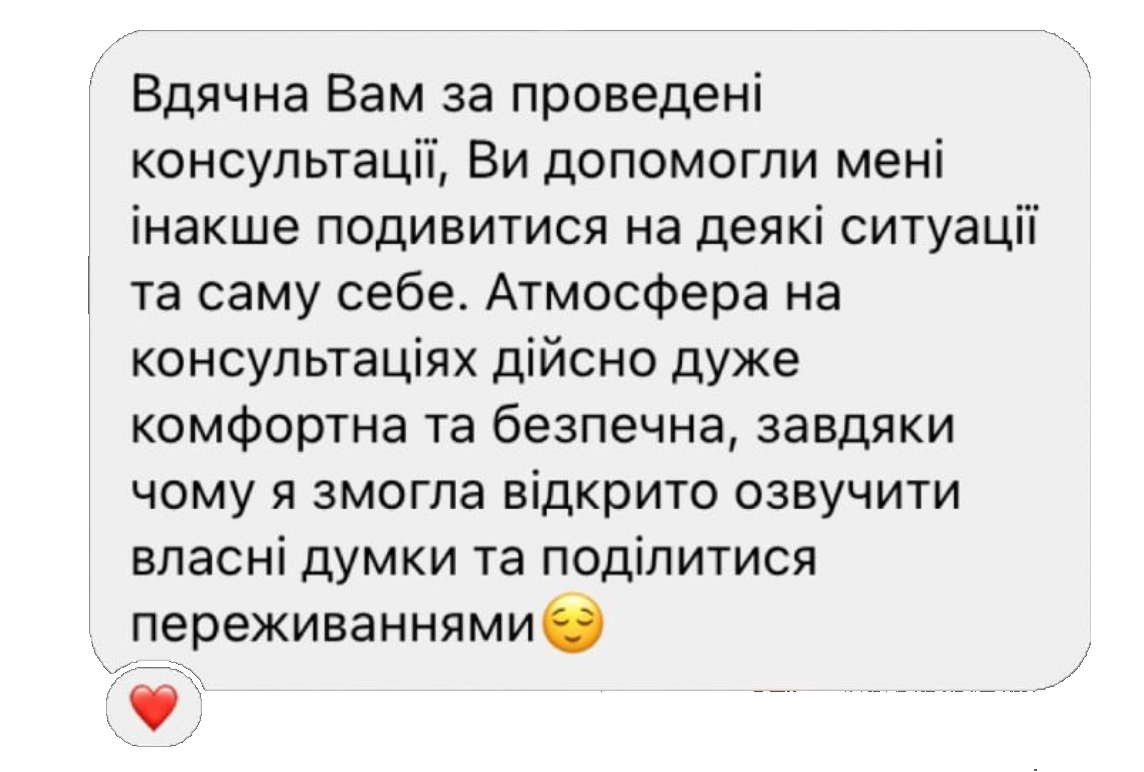 Вдячна Вам за проведені
консультації, Ви допомогли мені
інакше подивитися на деякі ситуації
та саму себе. Атмосфера на
консультаціях дійсно дуже
комфортна та безпечна, завдяки
чому я змогла відкрито озвучити
власні думки та поділитися
переживаннями😌
❤️